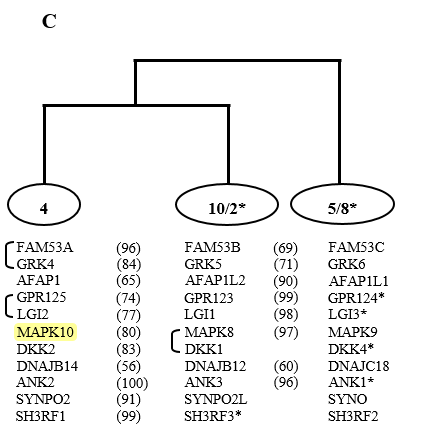 C
4 10/2* 5/8*
FAM53A (96) FAM53B (69) FAM53C
GRK4 (84) GRK5 (71) GRK6
AFAP1 (65) AFAP1L2 (90) AFAP1L1
GPR125 (74) GPR123 (99) GPR124*
LGI2 (77) LGI1 (98) LGI3*
MAPK10 (80) MAPK8 (97) MAPK9
DKK2 (83) DKK1 DKK4*
DNAJB14 (56) DNAJB12 (60) DNAJC18
ANK2 (100) ANK3 (96) ANK1*
SYNPO2 (91) SYNPO2L SYNO
SH3RF1 (99) SH3RF3* SH3RF2